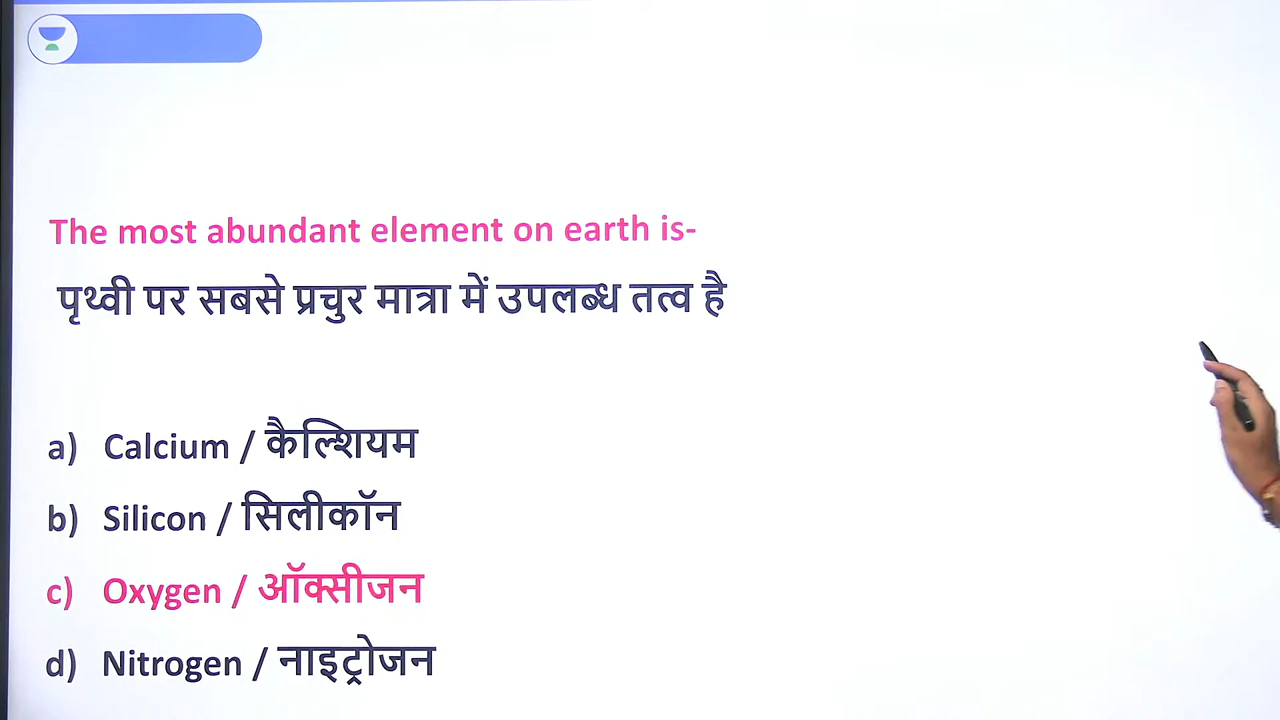 The most abundant element on earth is-
पृथ्वी पर सबसे प्रचुर मात्रा में उपलब्ध तत्व है
a) Calcium / कैल्शियम
b) Silicon / सिलीकॉन
c) Oxygen / ऑक्सीजन
d) Nitrogen / नाइट्रोजन